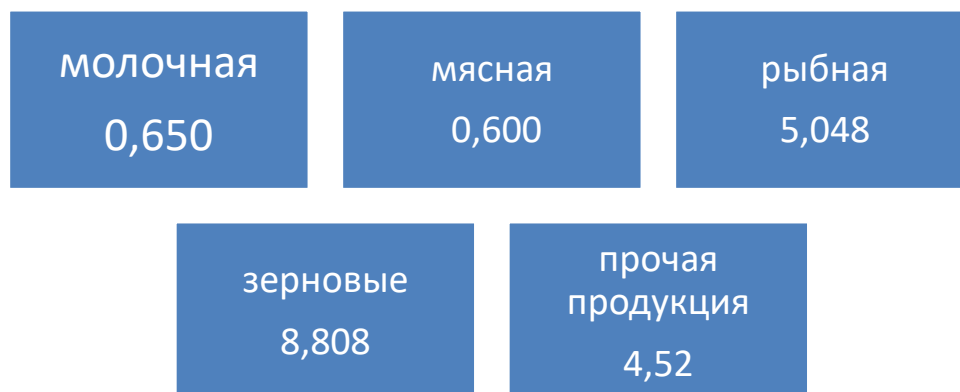 молочная
0,650
мясная
0,600
рыбная
5,048
зерновые
8,808
прочая
продукция
4,52